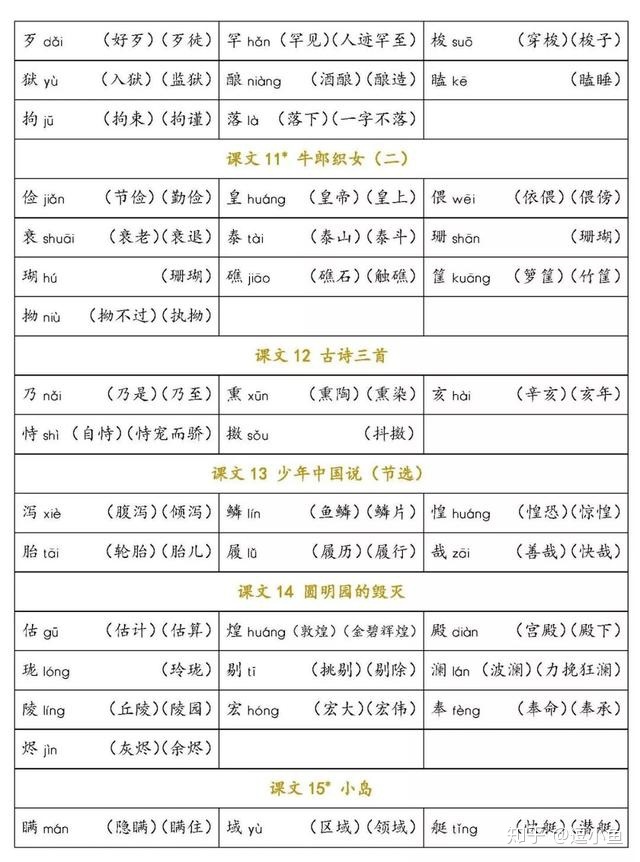 歹 dǎi (好歹)(歹徒) 罕 hǎn (罕见)(人迹罕至) 梭 suō (穿梭)(梭子)
狱 yù (入狱)(监狱) 酿 niàng (酒酿)(酿造) 瞌 kē (瞌睡)
拘 jū (拘束)(拘谨) 落 là (落下)(一字不落)
课文 11* 牛郎织女（二）
俭 jiǎn (节俭)(勤俭) 皇 huáng (皇帝)(皇上) 偎 wēi (依偎)(偎傍)
衰 shuāi (衰老)(衰退) 泰 tài (泰山)(泰斗) 珊 shān (珊瑚)
瑚 hú (珊瑚) 礁 jiāo (礁石)(触礁) 筐 kuāng (箩筐)(竹筐)
拗 niù (拗不过)(执拗)
课文 12 古诗三首
乃 nǎi (乃是)(乃至) 熏 xūn (熏陶)(熏染) 亥 hài (辛亥)(亥年)
恃 shì (自恃)(恃宠而骄) 擞 sǒu (抖擞)
课文 13 少年中国说（节选）
泻 xiè (腹泻)(倾泻) 鳞 lín (鱼鳞)(鳞片) 惶 huáng (惶恐)(惊惶)
胎 tāi (轮胎)(胎儿) 履 lǚ (履历)(履行) 哉 zāi (善哉)(快哉)
课文 14 圆明园的毁灭
估 gū (估计)(估算) 煌 huáng (敦煌)(金碧辉煌) 殿 diàn (宫殿)(殿下)
珑 lóng (玲珑) 剔 tī (挑剔)(剔除) 澜 lán (波澜)(力挽狂澜)
陵 líng (丘陵)(陵园) 宏 hóng (宏大)(宏伟) 奉 fèng (奉命)(奉承)
烬 jìn (灰烬)(余烬)
课文 15* 小岛
瞒 mán (隐瞒)(瞒住) 域 yù (区域)(领域) 艇 tǐng (快艇)(潜艇)
知乎 @逗小鱼